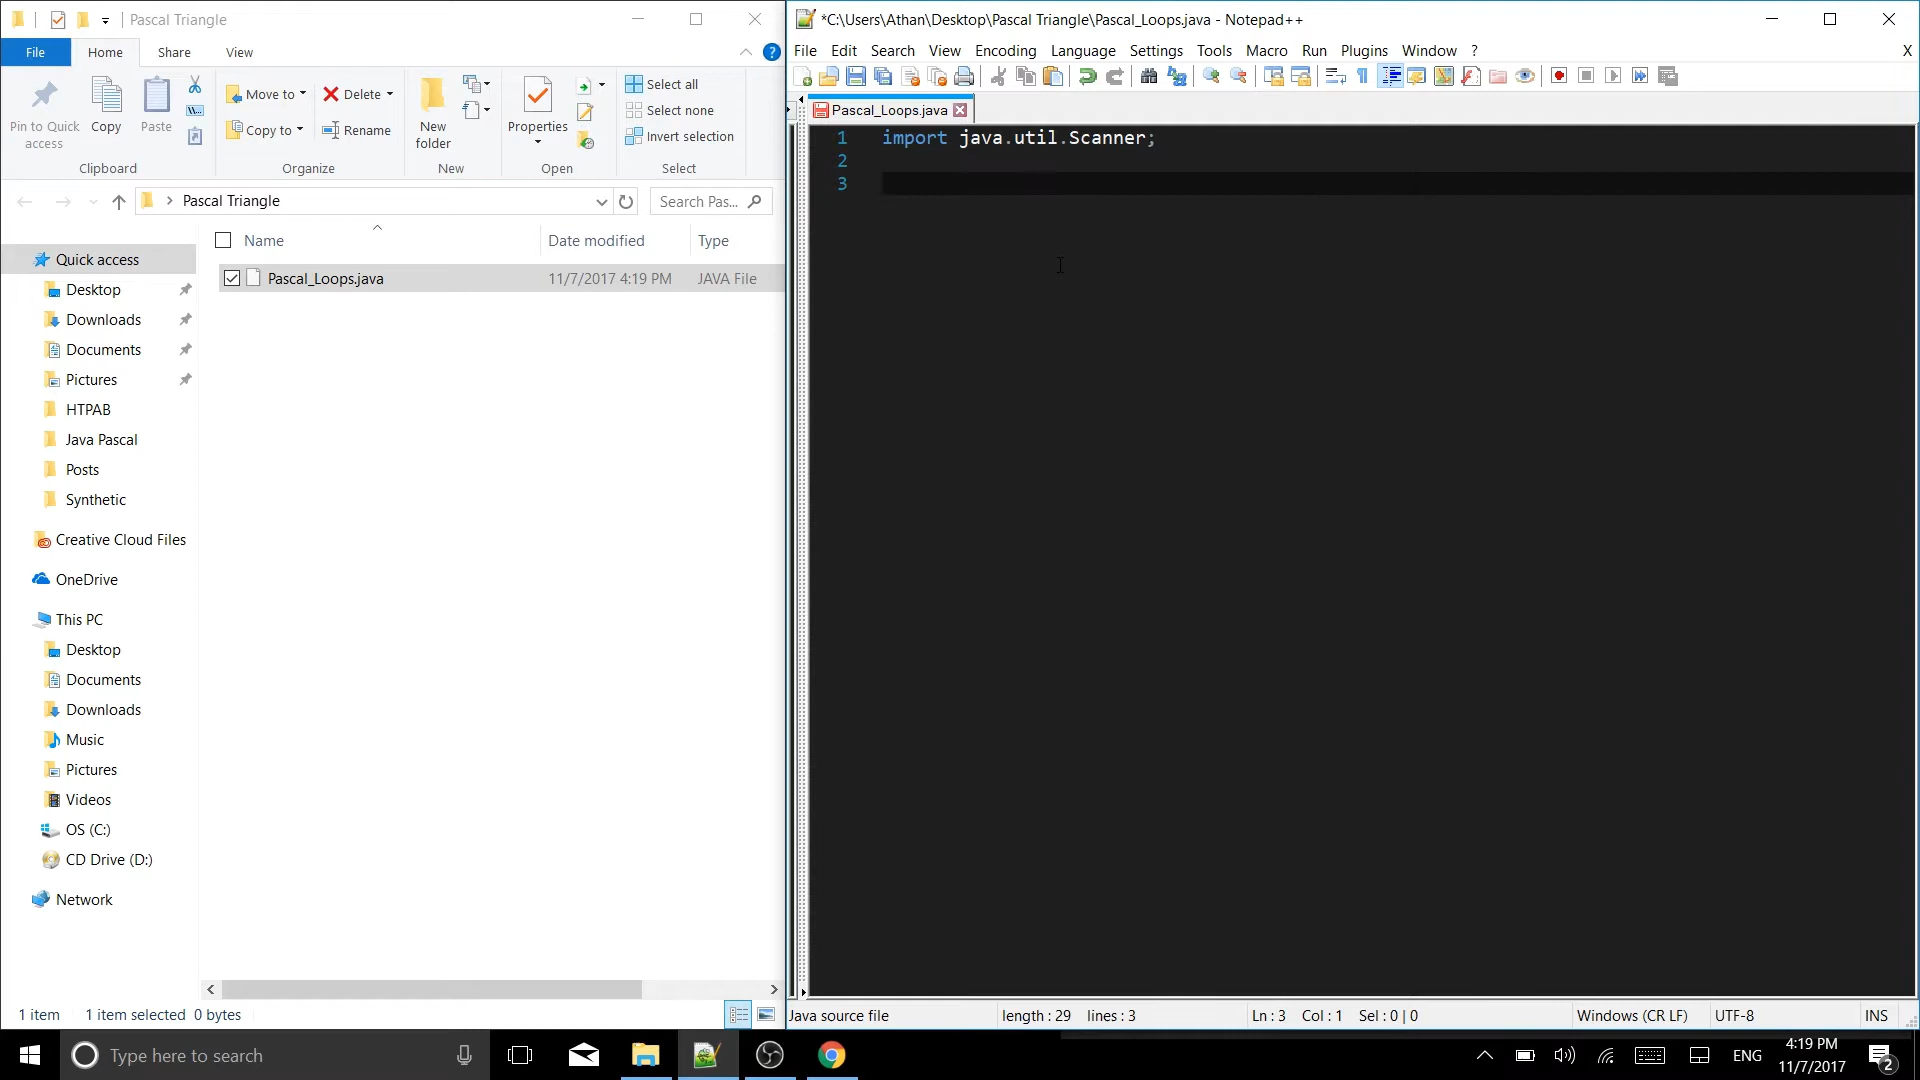 Pascal Triangle
File Home Share View
Pin to Quick access
Copy
Paste
Clipboard
Move to
Copy to
Delete
Rename
Organize
New folder
New
Properties
Open
Select all
Select none
Invert selection
Select
Pascal Triangle
Search Pas...
Name Date modified Type
Pascal_Loops.java 11/7/2017 4:19 PM JAVA File
Quick access
Desktop
Downloads
Documents
Pictures
HTPAB
Java Pascal
Posts
Synthetic
Creative Cloud Files
OneDrive
This PC
Desktop
Documents
Downloads
Music
Pictures
Videos
OS (C:)
CD Drive (D:)
Network
1 item 1 item selected 0 bytes
*C:\Users\Athan\Desktop\Pascal Triangle\Pascal_Loops.java - Notepad++
File Edit Search View Encoding Language Settings Tools Macro Run Plugins Window ? X
Pascal_Loops.java
1 import java.util.Scanner;
2
3
Java source file length : 29 lines : 3 Ln : 3 Col : 1 Sel : 0 | 0 Windows (CR LF) UTF-8 INS
Type here to search
ENG
4:19 PM
11/7/2017
2